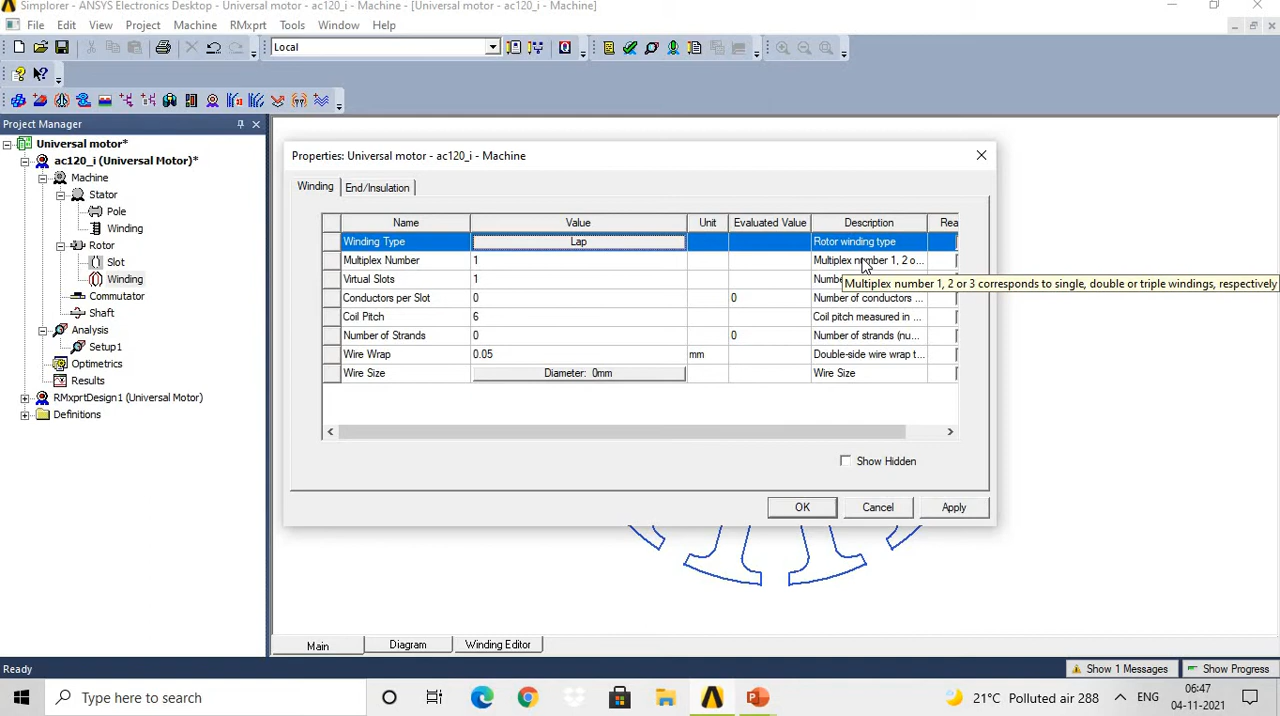 Simplorer - ANSYS Electronics Desktop - Universal motor - ac120_i - Machine - [Universal motor - ac120_i - Machine]
File Edit View Project Machine RMxprt Tools Window Help
Local
Project Manager
Universal motor*
ac120_i (Universal Motor)*
Machine
Stator
Pole
Winding
Rotor
Slot
Winding
Commutator
Shaft
Analysis
Setup1
Optimetrics
Results
RMxprtDesign1 (Universal Motor)
Definitions
Properties: Universal motor - ac120_i - Machine
Winding End/Insulation
Name Value Unit Evaluated Value Description Rea
Winding Type Lap Rotor winding type
Multiplex Number 1 Multiplex number 1, 2 o...
Virtual Slots 1 Num
Multiplex number 1, 2 or 3 corresponds to single, double or triple windings, respectively
Conductors per Slot 0 0 Number of conductors ...
Coil Pitch 6 Coil pitch measured in ...
Number of Strands 0 0 Number of strands (nu...
Wire Wrap 0.05 mm Double-side wire wrap t...
Wire Size Diameter: 0mm Wire Size
Show Hidden
OK Cancel Apply
Main Diagram Winding Editor
Ready Show 1 Messages Show Progress
Type here to search 21°C Polluted air 288 ENG 06:47
04-11-2021